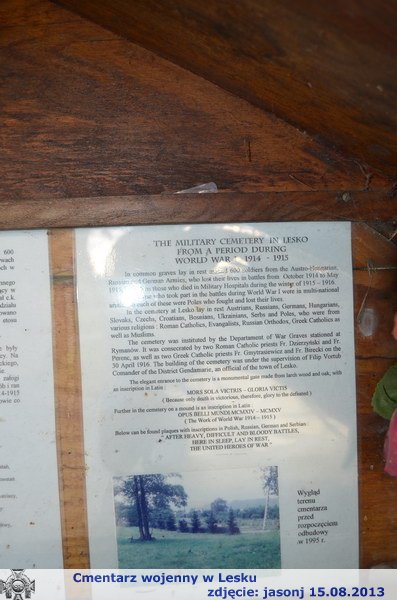 THE MILITARY CEMETERY IN LESKO
FROM A PERIOD DURING
WORLD WAR I 1914 - 1915
In common graves lay in rest around 600 soldiers from the Austro-Hungarian,
Russian and German Armies, who lost their lives in battles from October 1914 to May
1915, to those who died in Military Hospitals during the winter of 1915 – 1916.
who took part in the battles during World War I were in multi-national
of these were Poles who fought and lost their lives.
In the cemetery at Lesko lay in rest Austrians, Russians, Germans, Hungarians,
Slovaks, Czechs, Croatians, Bosnians, Ukrainians, Serbs and Poles, who were from
various religions : Roman Catholics, Evangalists, Russian Orthodox, Greek Catholics as
well as Muslims.
The cemetery was instituted by the Departament of War Graves stationed at
Rymanów. It was consecrated by two Roman Catholic priests Fr. Dzierzyński and Fr.
Perenc, as well as two Greek Catholic priests Fr. Gmytrasiewicz and Fr. Birecki on the
30 April 1916. The building of the cemetery was under the supervision of Filip Vortub
Comander of the District Gendamarie, an official of the town of Lesko.
The elegant entrance to the cemetery is a monumental gate made from larch wood and oak, with
an inscription in Latin :
MORS SOLA VICTRIS – GLORIA VICTIS
( Because only death is victorious, therefore, glory to the defeated )
Further in the cemetery on a mound is an inscription in Latin :
OPUS BELLI MUNDI MCMXIV – MCMXV
( The Work of World War 1914 – 1915 )
Below can be found plaques with inscriptions in Polish, Russian, German and Serbian
" AFTER HEAVY, DIFFICULT AND BLOODY BATTLES,
HERE IN SLEEP, LAY IN REST,
THE UNITED HEROES OF WAR "
Wygląd
terenu
cmentarza
przed
rozpoczęciem
odbudowy
w 1995 r.
Cmentarz wojenny w Lesku
zdjęcie: jasonj 15.08.2013